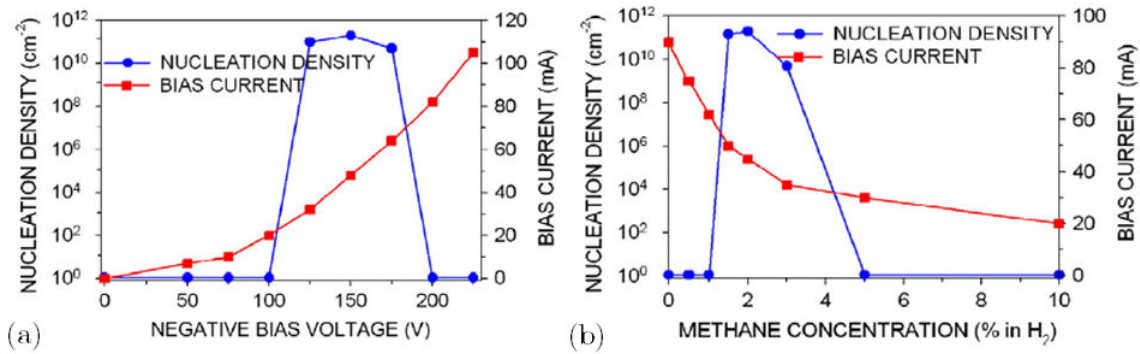 10¹² 10¹¹ 10¹⁰ 10⁸ 10⁶ 10⁴ 10² 10⁰
NUCLEATION DENSITY (cm⁻²)
NUCLEATION DENSITY
BIAS CURRENT
120 100 80 60 40 20 0
BIAS CURRENT (mA)
0 50 75 100 150 200
(a) NEGATIVE BIAS VOLTAGE (V)
10¹² 10¹⁰ 10⁸ 10⁶ 10⁴ 10² 10⁰
NUCLEATION DENSITY (cm⁻²)
NUCLEATION DENSITY
BIAS CURRENT
100 80 60 40 20 0
BIAS CURRENT (mA)
0 2 4 6 8 10
(b) METHANE CONCENTRATION (% in H₂)